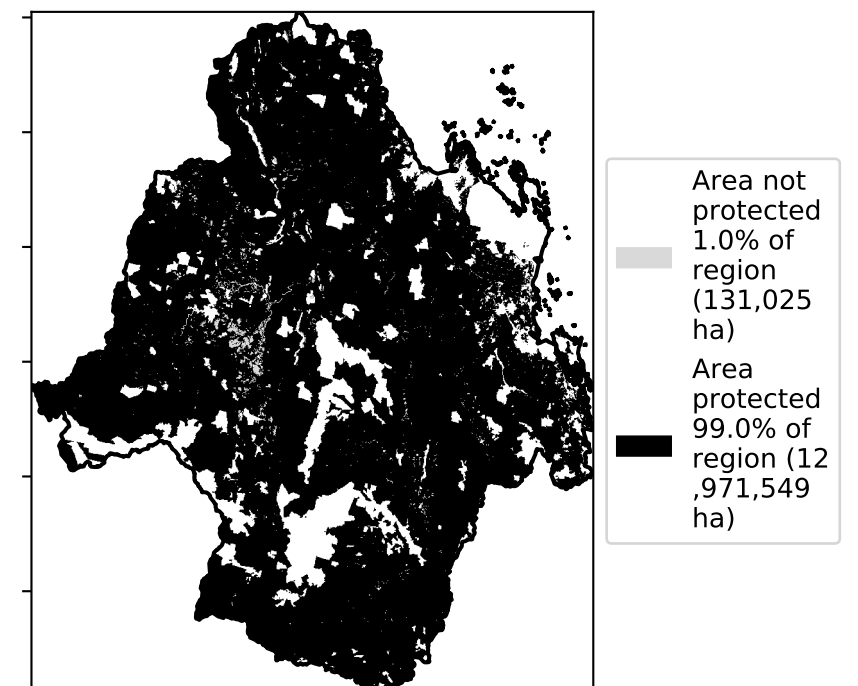 Area not
protected
1.0% of
region
(131,025
ha)
Area
protected
99.0% of
region (12
,971,549
ha)